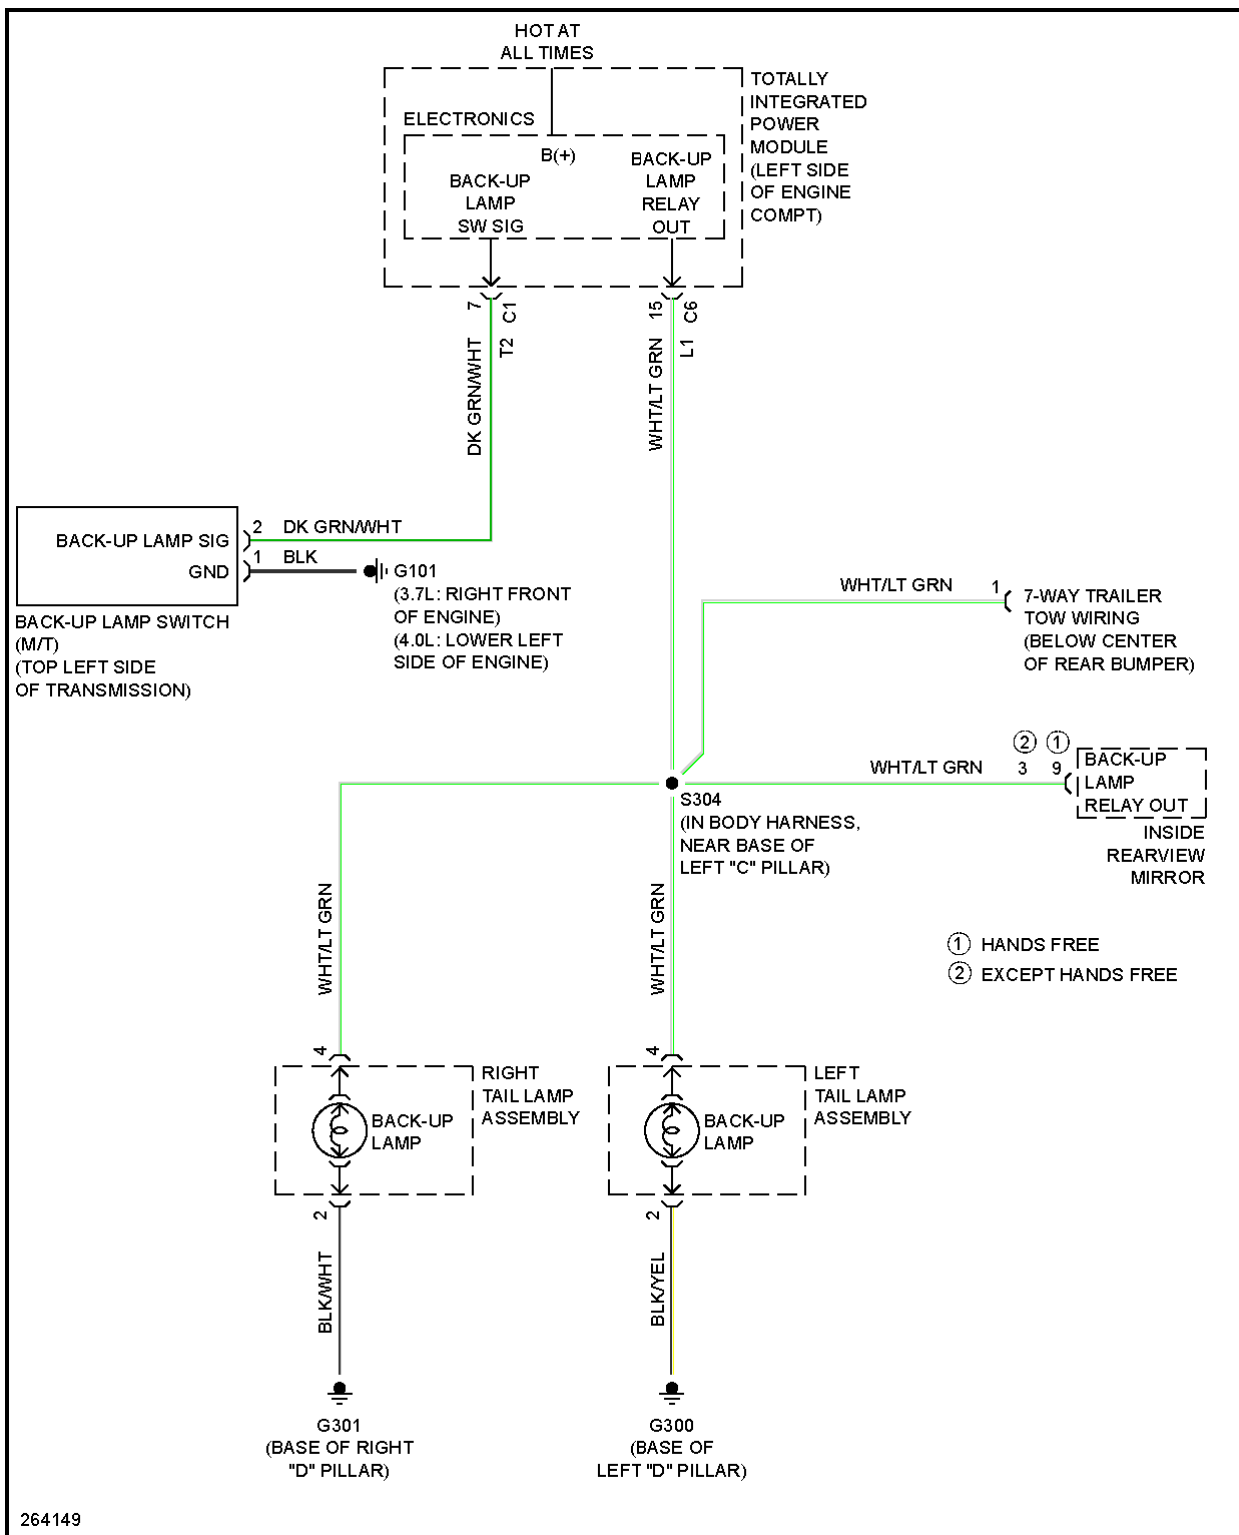 HOT AT
ALL TIMES
TOTALLY
INTEGRATED
POWER
MODULE
(LEFT SIDE
OF ENGINE
COMPT)
ELECTRONICS
B(+)
BACK-UP
LAMP
SW SIG
BACK-UP
LAMP
RELAY
OUT
7
C1
15
C6
T2
L1
DK GRN/WHT
WHT/LT GRN
BACK-UP LAMP SIG
2
DK GRN/WHT
GND
1
BLK
BACK-UP LAMP SWITCH
(M/T)
(TOP LEFT SIDE
OF TRANSMISSION)
G101
(3.7L: RIGHT FRONT
OF ENGINE)
(4.0L: LOWER LEFT
SIDE OF ENGINE)
WHT/LT GRN
1
7-WAY TRAILER
TOW WIRING
(BELOW CENTER
OF REAR BUMPER)
WHT/LT GRN
2
1
3
9
BACK-UP
LAMP
RELAY OUT
INSIDE
REARVIEW
MIRROR
S304
(IN BODY HARNESS,
NEAR BASE OF
LEFT "C" PILLAR)
1 HANDS FREE
2 EXCEPT HANDS FREE
WHT/LT GRN
WHT/LT GRN
4
4
RIGHT
TAIL LAMP
ASSEMBLY
BACK-UP
LAMP
LEFT
TAIL LAMP
ASSEMBLY
BACK-UP
LAMP
2
2
BLK/WHT
BLK/YEL
G301
(BASE OF RIGHT
"D" PILLAR)
G300
(BASE OF
LEFT "D" PILLAR)
264149